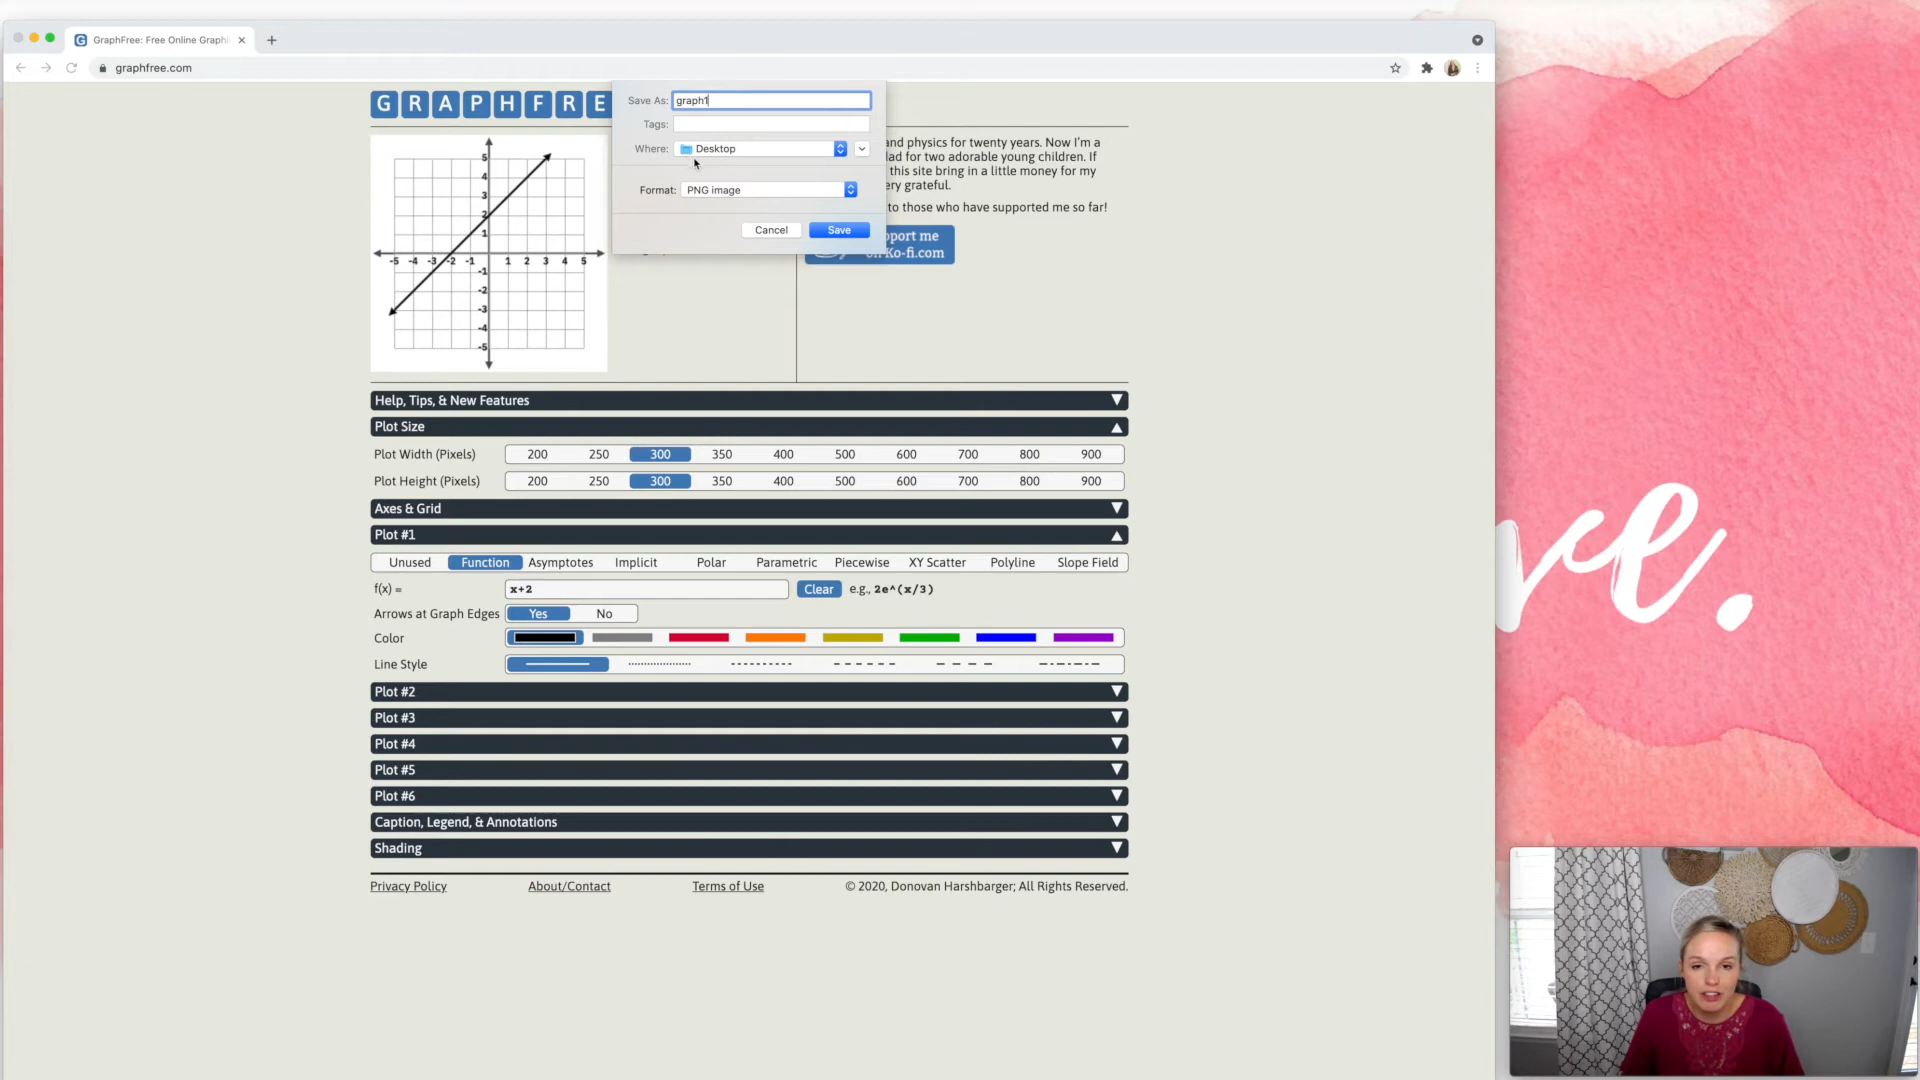 GraphFree: Free Online Graphi
graphfree.com
GRAPHFRE
Save As: graph1
Tags:
Where: Desktop
Format: PNG image
Cancel Save
nd physics for twenty years. Now I'm a
lad for two adorable young children. If
this site bring in a little money for my
ery grateful.
to those who have supported me so far!
port me
on Ko-fi.com
5
4
3
2
1
-5 -4 -3 -2 -1 1 2 3 4 5
-1
-2
-3
-4
-5
Help, Tips, & New Features
Plot Size
Plot Width (Pixels) 200 250 300 350 400 500 600 700 800 900
Plot Height (Pixels) 200 250 300 350 400 500 600 700 800 900
Axes & Grid
Plot #1
Unused Function Asymptotes Implicit Polar Parametric Piecewise XY Scatter Polyline Slope Field
f(x) = x+2 Clear e.g., 2e^(x/3)
Arrows at Graph Edges Yes No
Color
Line Style
Plot #2
Plot #3
Plot #4
Plot #5
Plot #6
Caption, Legend, & Annotations
Shading
Privacy Policy About/Contact Terms of Use © 2020, Donovan Harshbarger; All Rights Reserved.